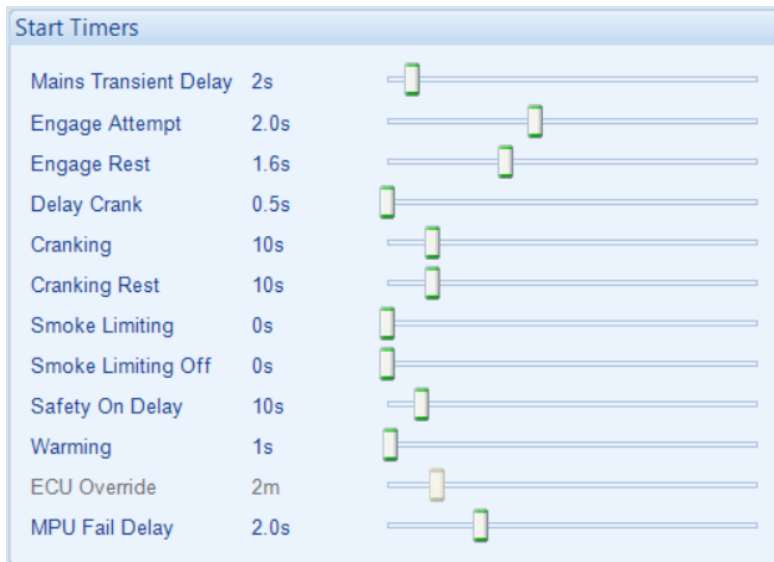 Start Timers
Mains Transient Delay 2s
Engage Attempt 2.0s
Engage Rest 1.6s
Delay Crank 0.5s
Cranking 10s
Cranking Rest 10s
Smoke Limiting 0s
Smoke Limiting Off 0s
Safety On Delay 10s
Warming 1s
ECU Override 2m
MPU Fail Delay 2.0s